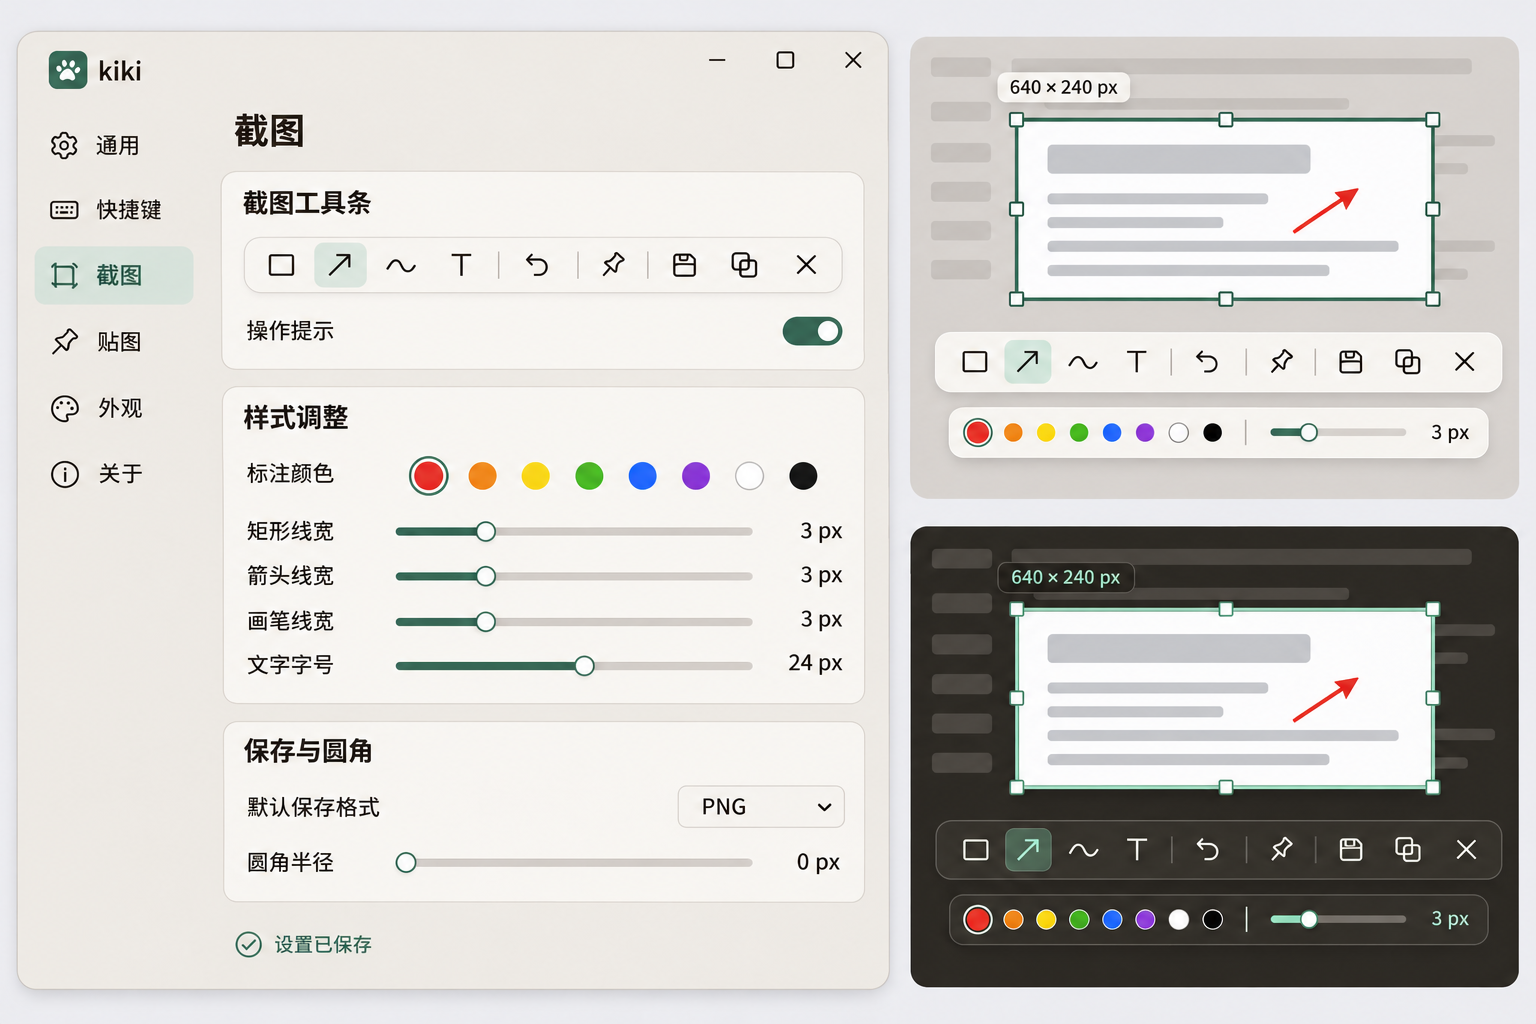 kiki
通用
快捷键
截图
贴图
外观
关于
截图
截图工具条
T
操作提示
样式调整
标注颜色
矩形线宽 3 px
箭头线宽 3 px
画笔线宽 3 px
文字字号 24 px
保存与圆角
默认保存格式 PNG
圆角半径 0 px
设置已保存
640 × 240 px
T
3 px
640 × 240 px
T
3 px